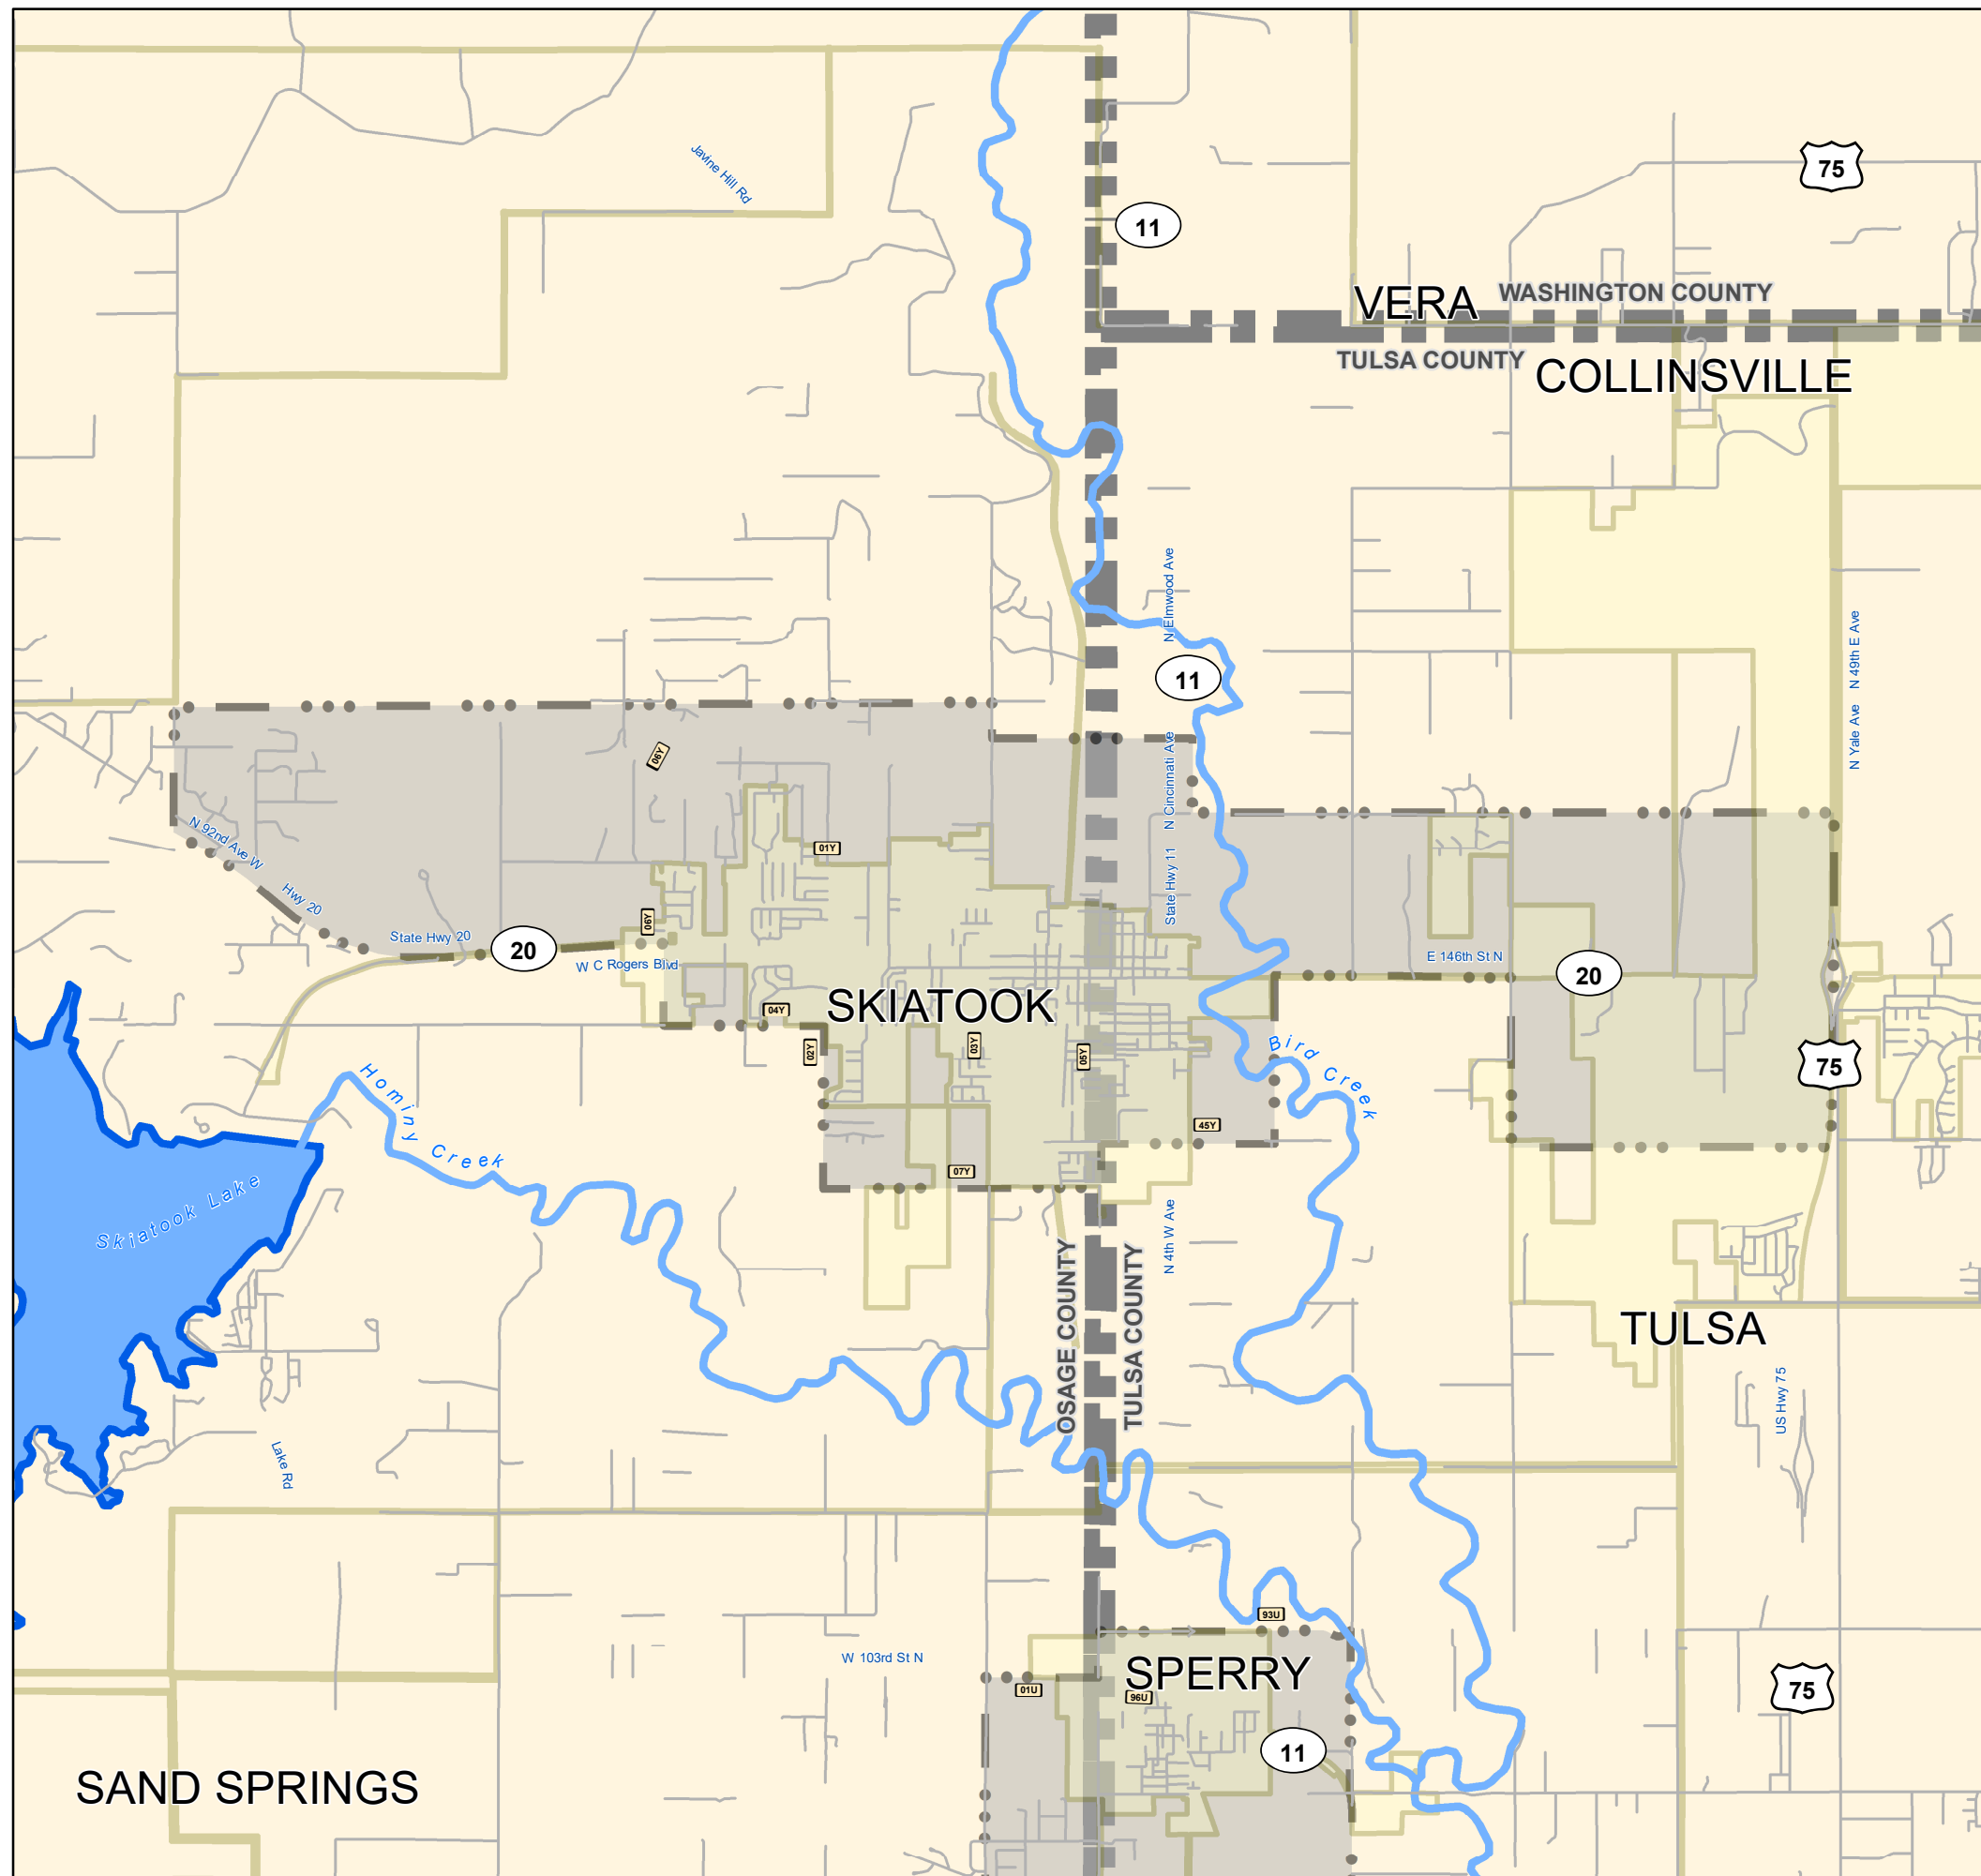 Javine Hill Rd
75
11
VERA
WASHINGTON COUNTY
TULSA COUNTY
COLLINSVILLE
N Elmwood Ave
N 49th E Ave
11
N Yale Ave
06Y
N Cincinnati Ave
N 92nd Ave W
01Y
State Hwy 11
Hwy 20
06Y
State Hwy 20
20
W C Rogers Blvd
E 146th St N
20
SKIATOOK
04Y
02Y
03Y
05Y
Bird Creek
75
Hominy Creek
45Y
07Y
Skiatook Lake
N 4th W Ave
OSAGE COUNTY
TULSA COUNTY
TULSA
US Hwy 75
Lake Rd
93U
W 103rd St N
SPERRY
01U
96U
75
11
SAND SPRINGS